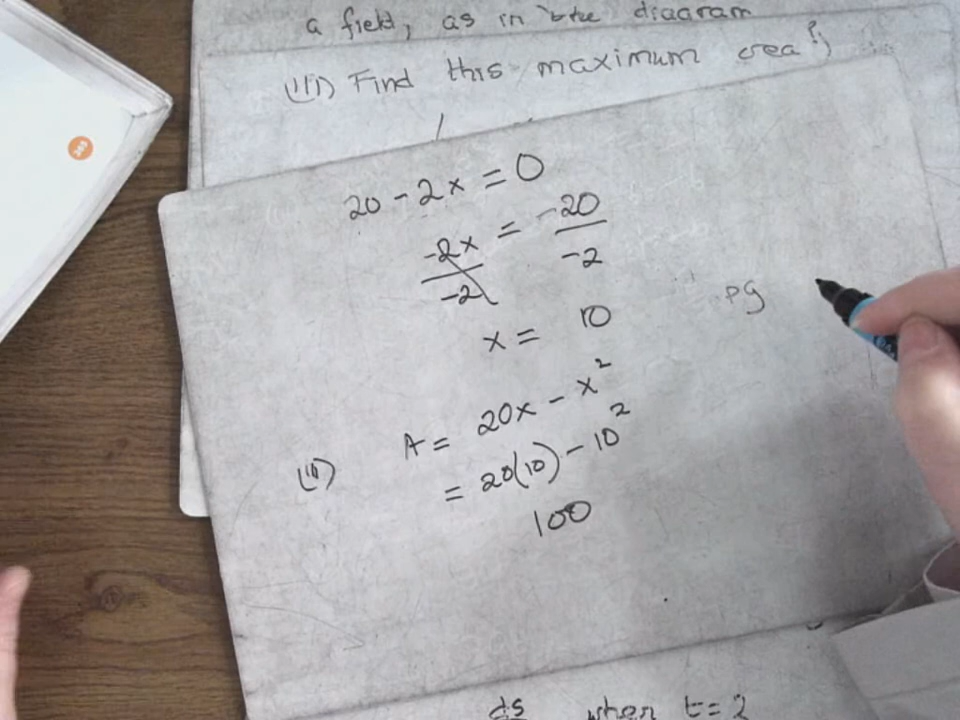 a field, as in the diagram
(iii) Find this maximum area?
20 - 2x = 0
-2x/-2 = -20/-2
x = 10
pg
A = 20x - x²
(iii) = 20(10) - 10²
100
ds when t=2